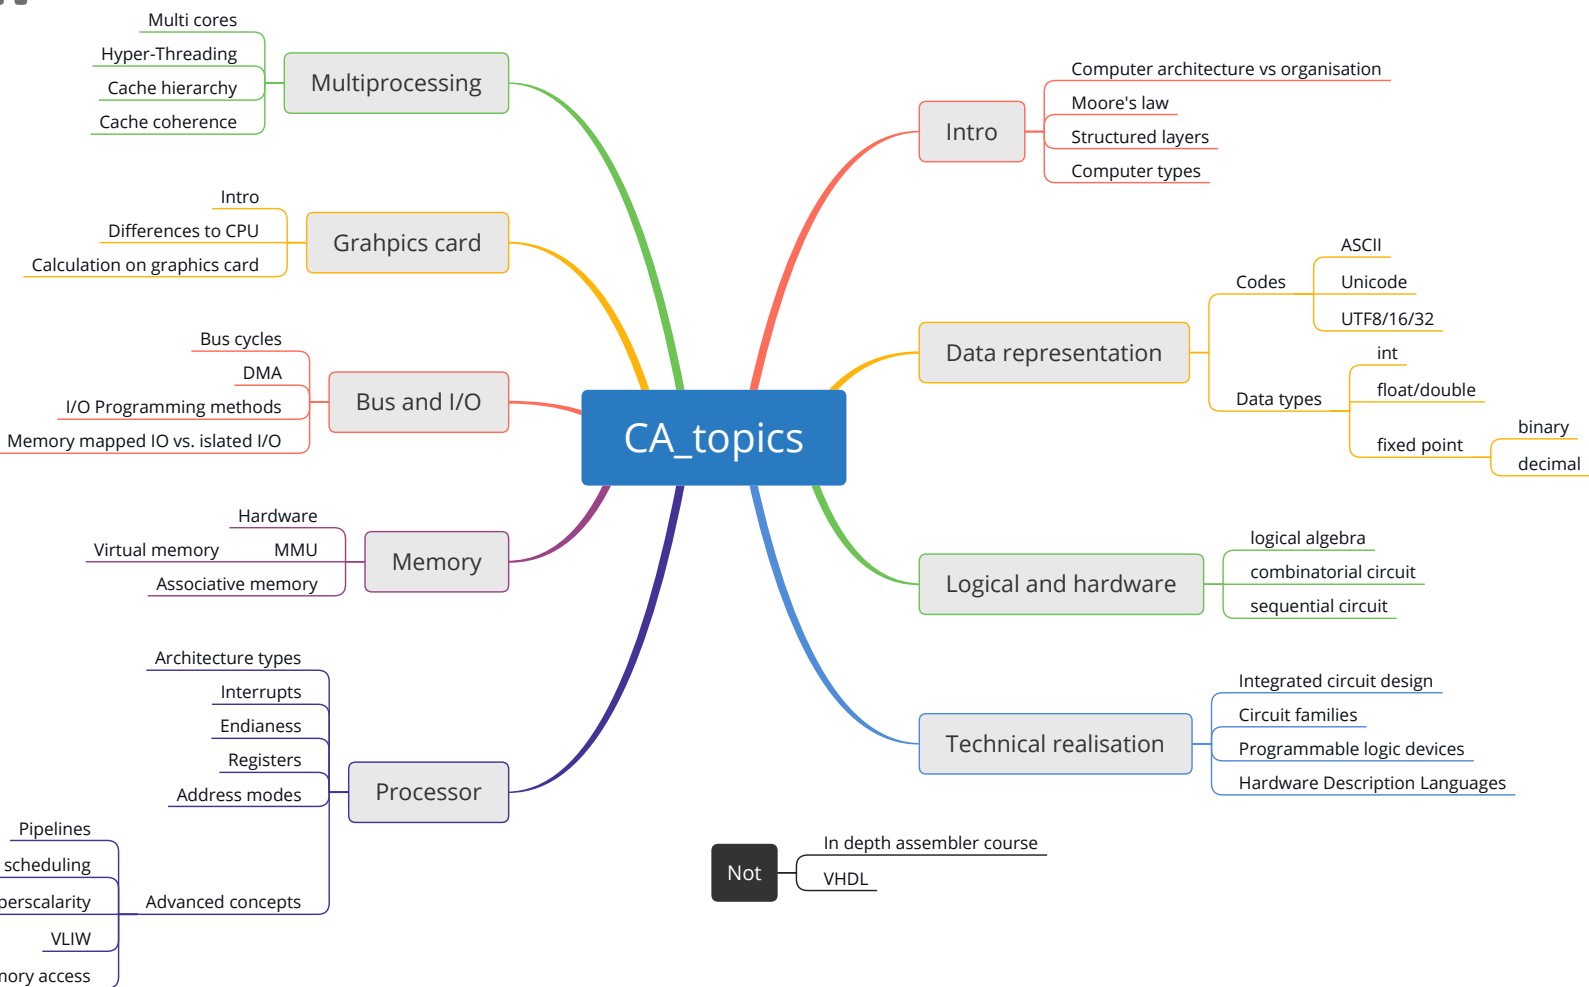 CA_topics
Intro
Computer architecture vs organisation
Moore's law
Structured layers
Computer types
Data representation
Codes
ASCII
Unicode
UTF8/16/32
Data types
int
float/double
fixed point
binary
decimal
Logical and hardware
logical algebra
combinatorial circuit
sequential circuit
Technical realisation
Integrated circuit design
Circuit families
Programmable logic devices
Hardware Description Languages
Multiprocessing
Multi cores
Hyper-Threading
Cache hierarchy
Cache coherence
Grahpics card
Intro
Differences to CPU
Calculation on graphics card
Bus and I/O
Bus cycles
DMA
I/O Programming methods
Memory mapped IO vs. islated I/O
Memory
Hardware
MMU
Virtual memory
Associative memory
Processor
Architecture types
Interrupts
Endianess
Registers
Address modes
Advanced concepts
Pipelines
scheduling
VLIW
access
Not
In depth assembler course
VHDL